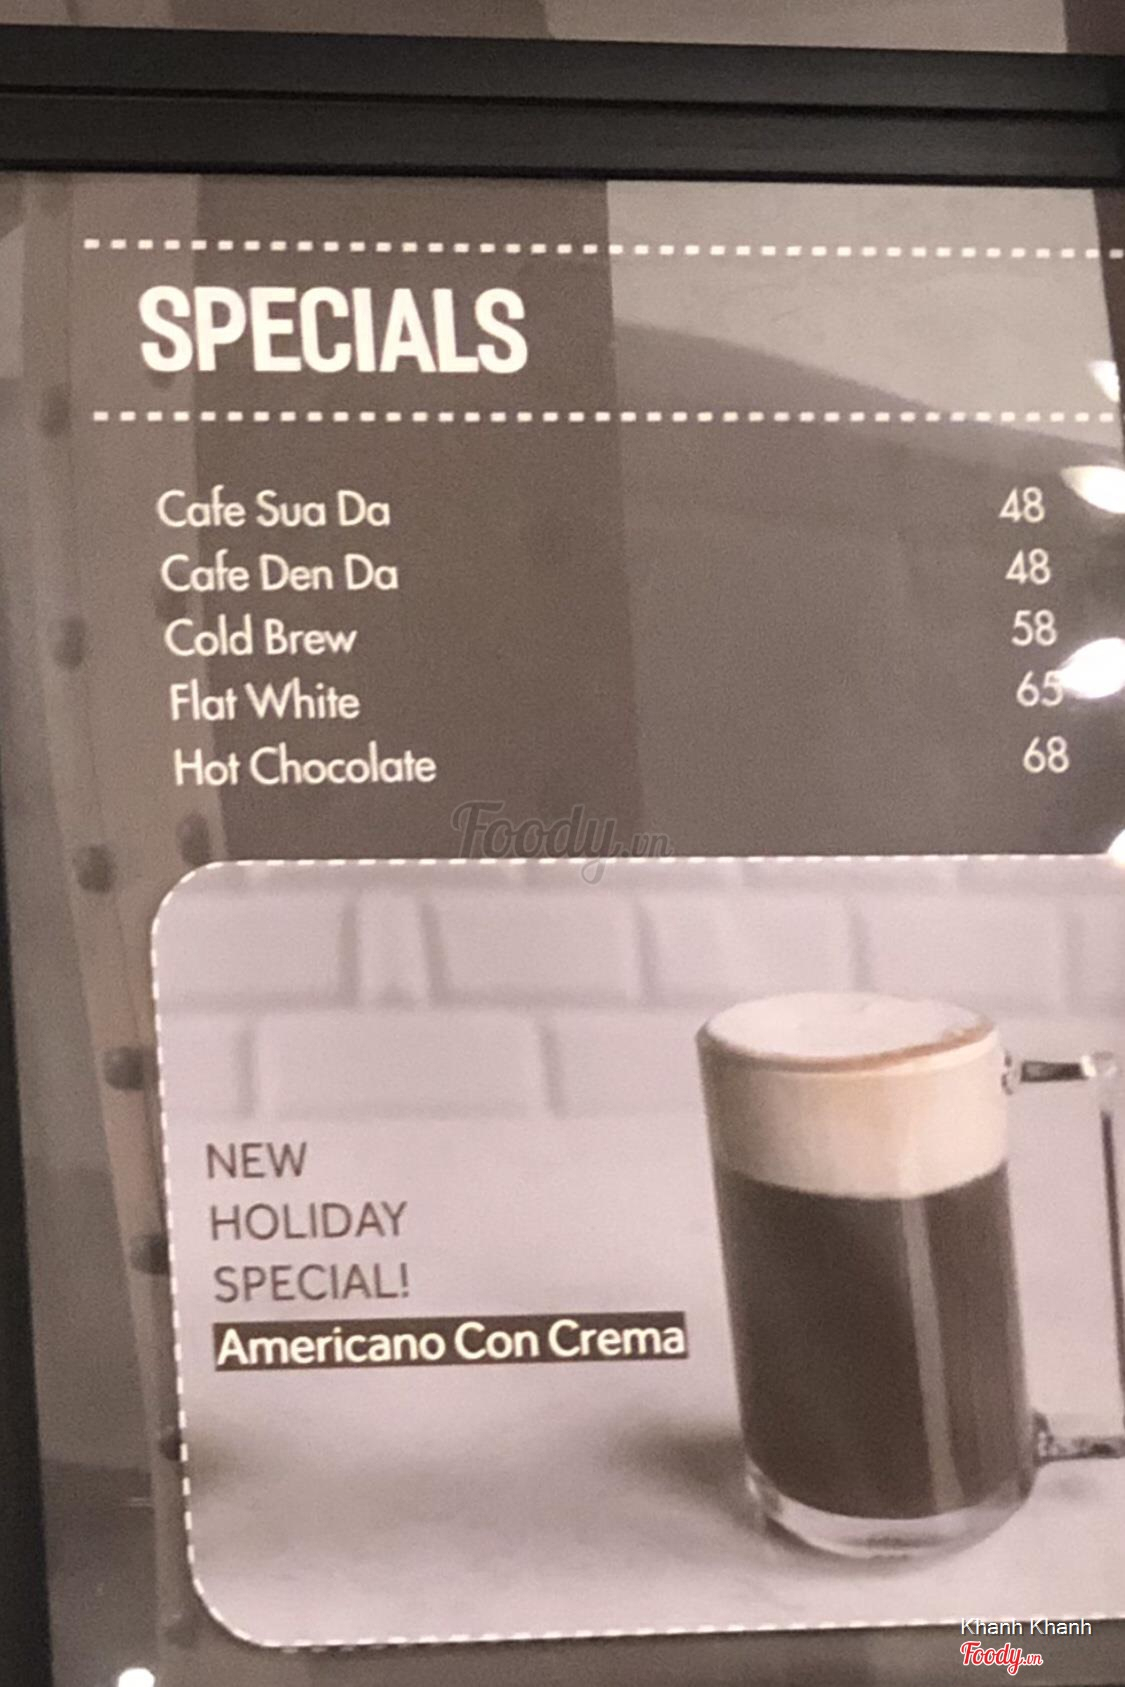 SPECIALS
Cafe Sua Da 48
Cafe Den Da 48
Cold Brew 58
Flat White 65
Hot Chocolate 68
Foody.vn
NEW
HOLIDAY
SPECIAL!
Americano Con Crema
Khanh Khanh
Foody.vn